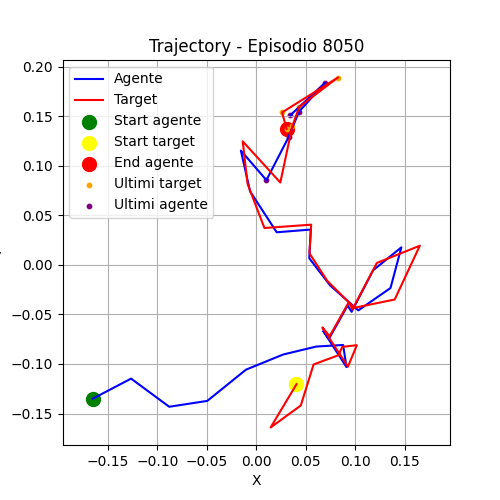 Trajectory - Episodio 8050
Agente
Target
Start agente
Start target
End agente
Ultimi target
Ultimi agente
0.20
0.15
0.10
0.05
0.00
−0.05
−0.10
−0.15
−0.15
−0.10
−0.05
0.00
0.05
0.10
0.15
X